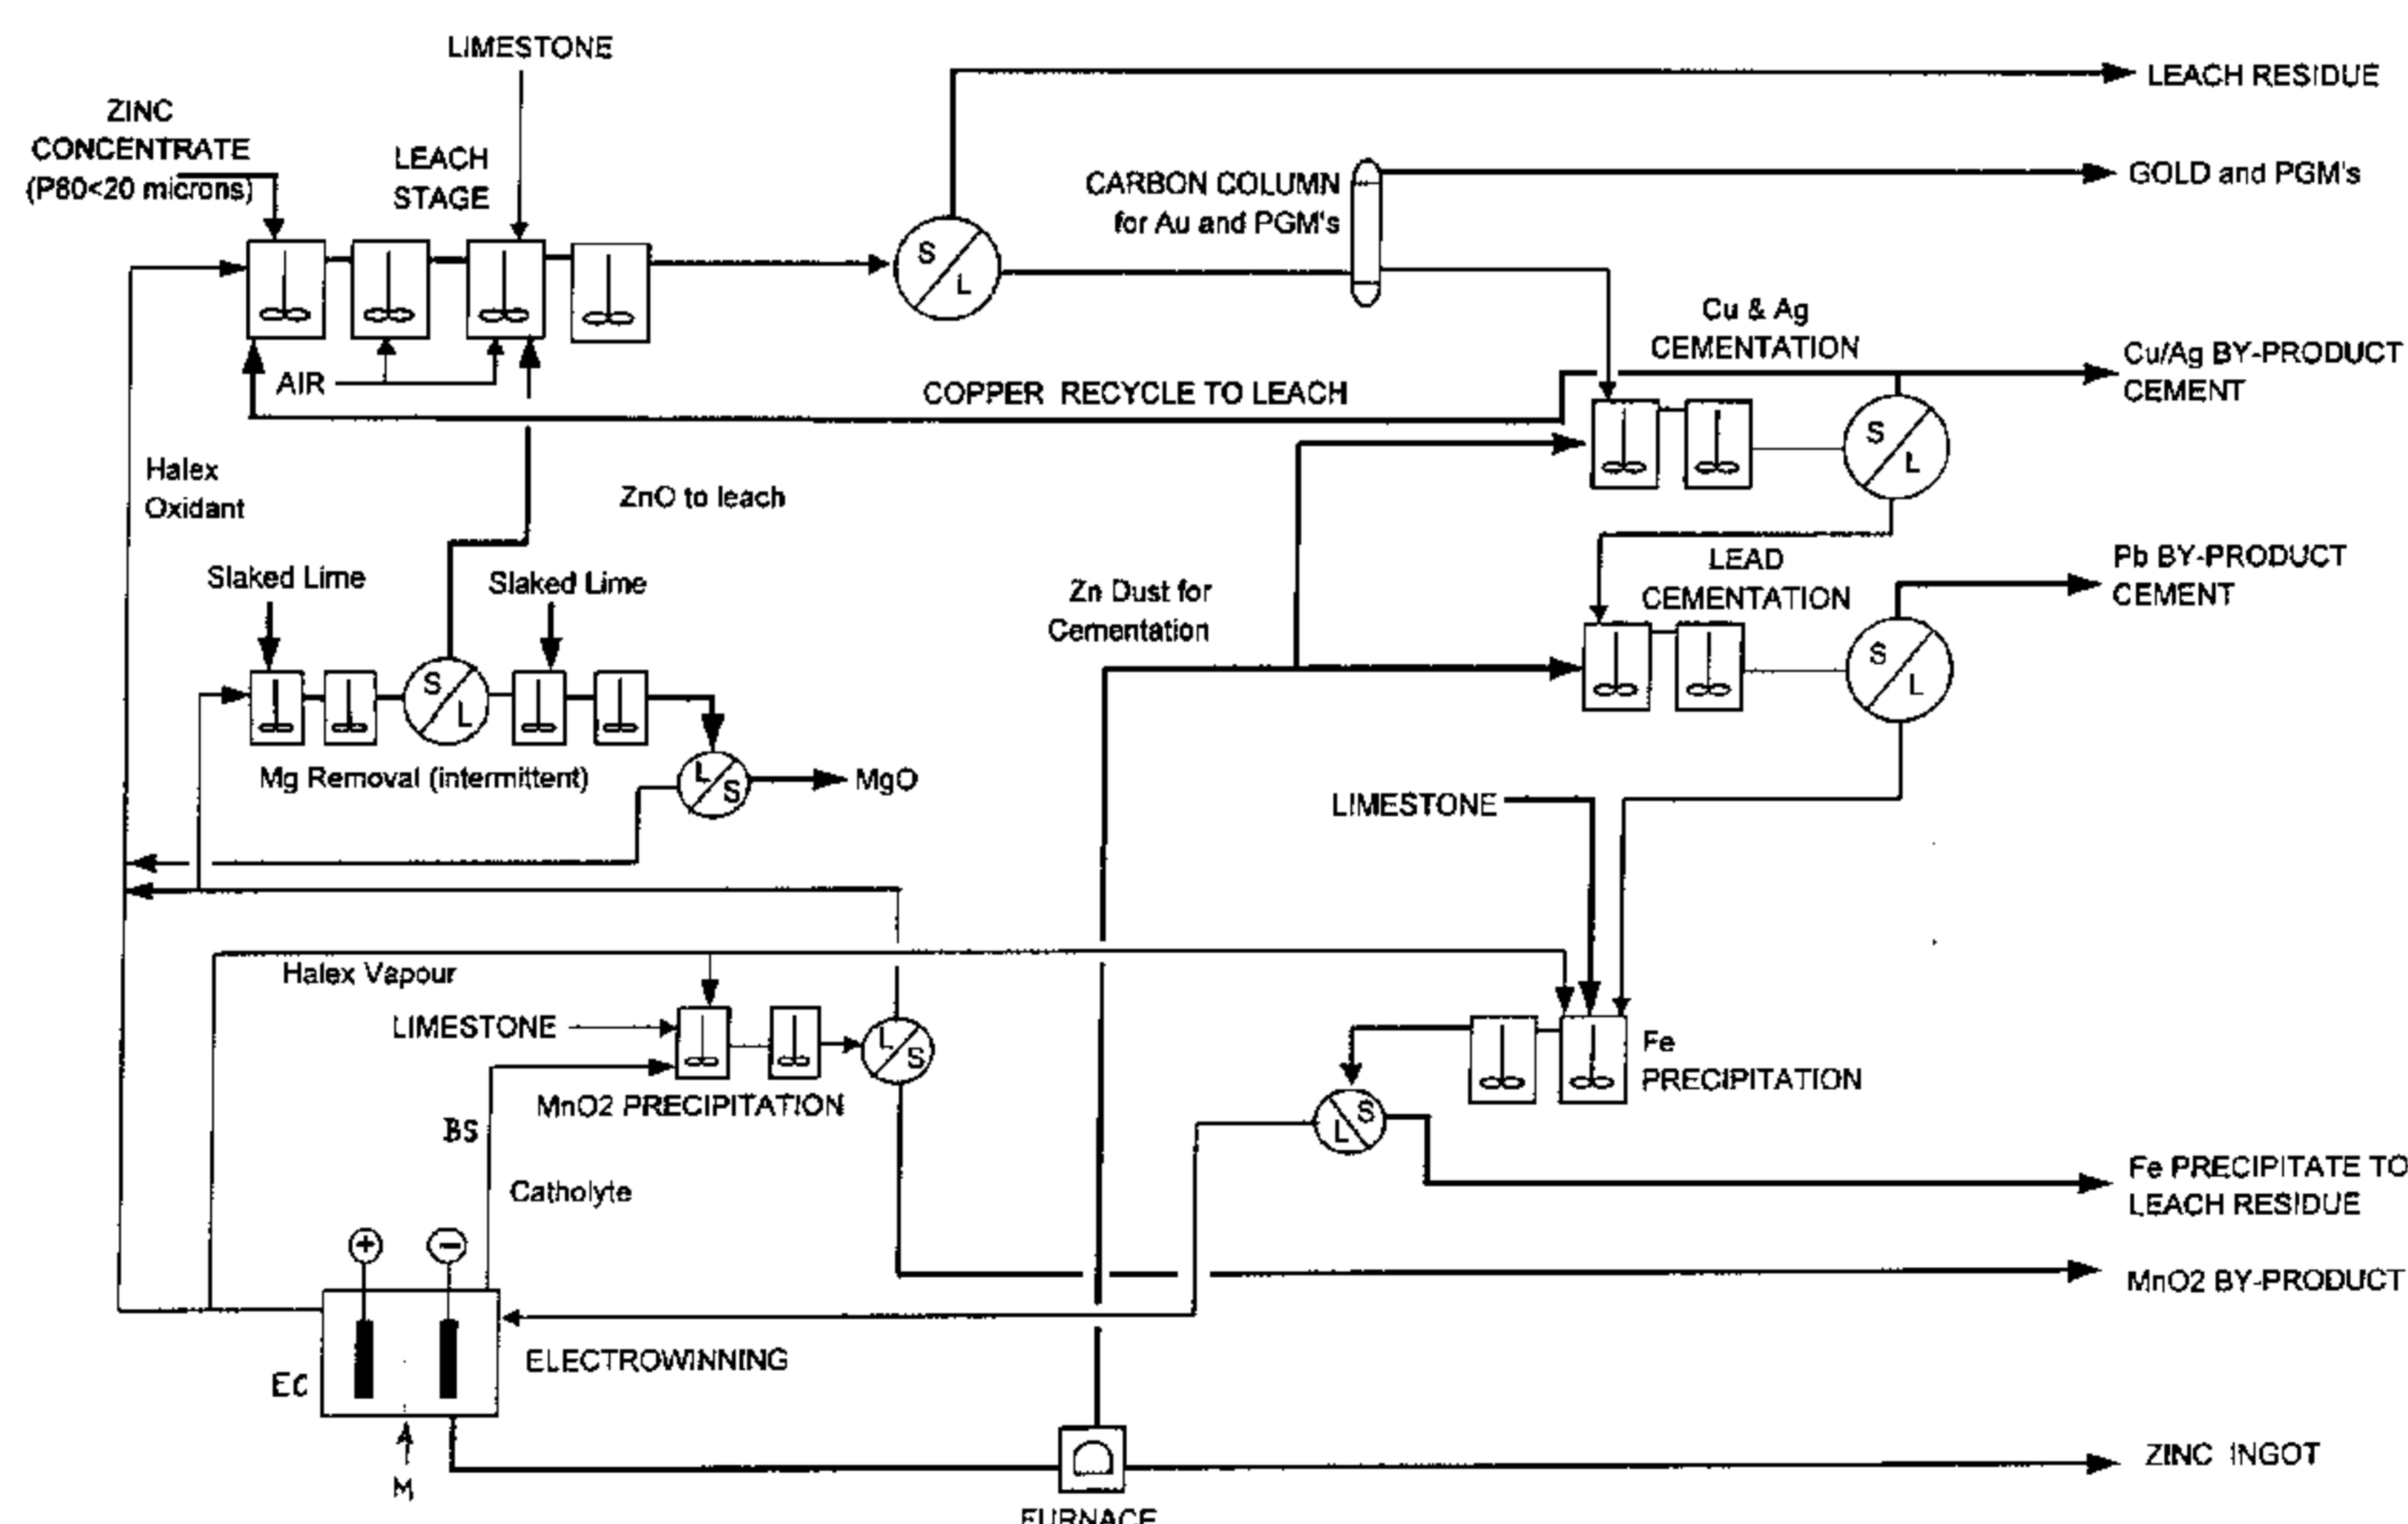 LIMESTONE
LEACH RESIDUE
ZINC
CONCENTRATE
(P80<20 microns)
LEACH
STAGE
CARBON COLUMN
for Au and PGM's
GOLD and PGM's
S
L
Cu & Ag
CEMENTATION
Cu/Ag BY-PRODUCT
CEMENT
AIR
COPPER RECYCLE TO LEACH
S
L
Halex
Oxidant
ZnO to leach
Slaked Lime
Slaked Lime
Zn Dust for
Cementation
LEAD
CEMENTATION
Pb BY-PRODUCT
CEMENT
S
L
S
L
Mg Removal (intermittent)
L
S
MgO
LIMESTONE
Halex Vapour
LIMESTONE
L
S
MnO2 PRECIPITATION
Fe
PRECIPITATION
S
L
BS
Catholyte
Fe PRECIPITATE TO
LEACH RESIDUE
MnO2 BY-PRODUCT
+
−
EC
ELECTROWINNING
M
ZINC INGOT
FURNACE